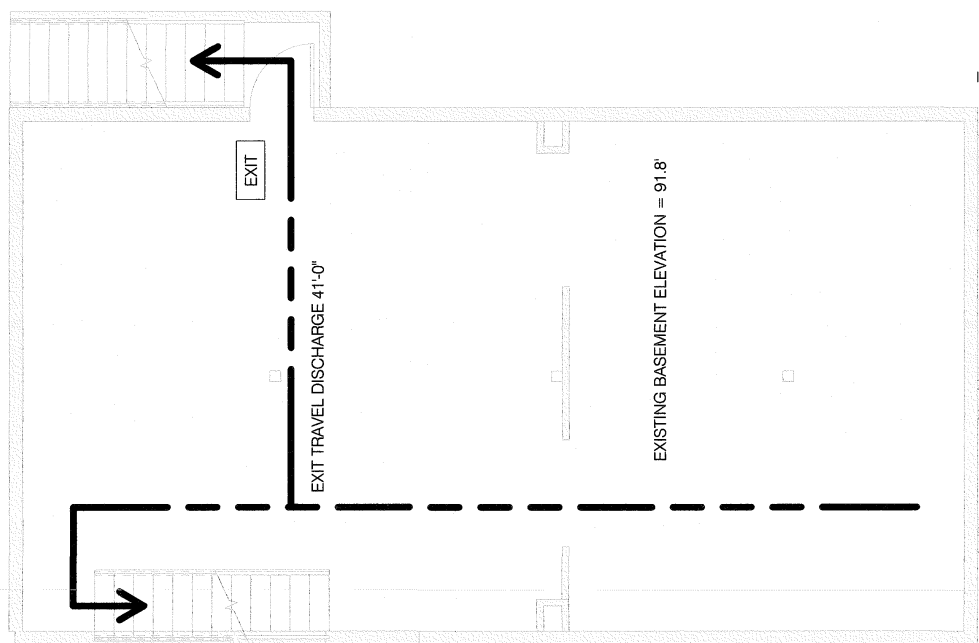 EXIT
EXIT TRAVEL DISCHARGE 41'-0"
EXISTING BASEMENT ELEVATION = 91.8'